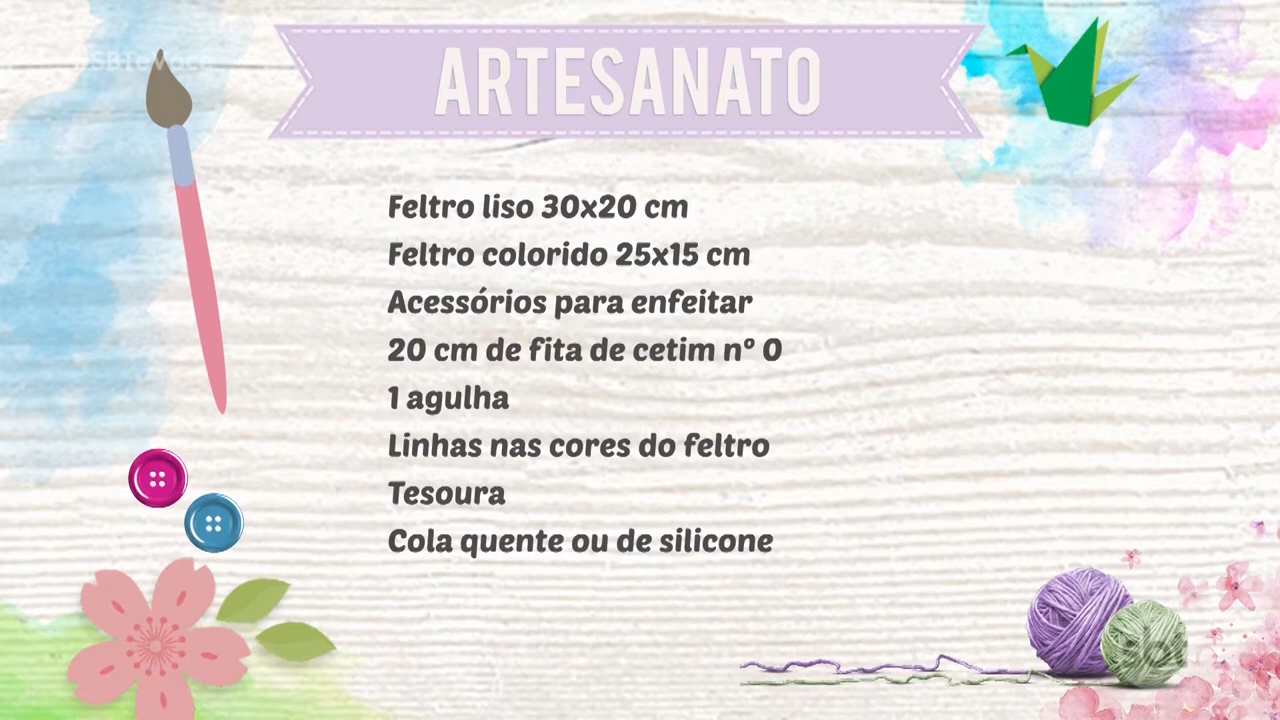 ARTESANATO
Feltro liso 30x20 cm
Feltro colorido 25x15 cm
Acessórios para enfeitar
20 cm de fita de cetim nº 0
1 agulha
Linhas nas cores do feltro
Tesoura
Cola quente ou de silicone